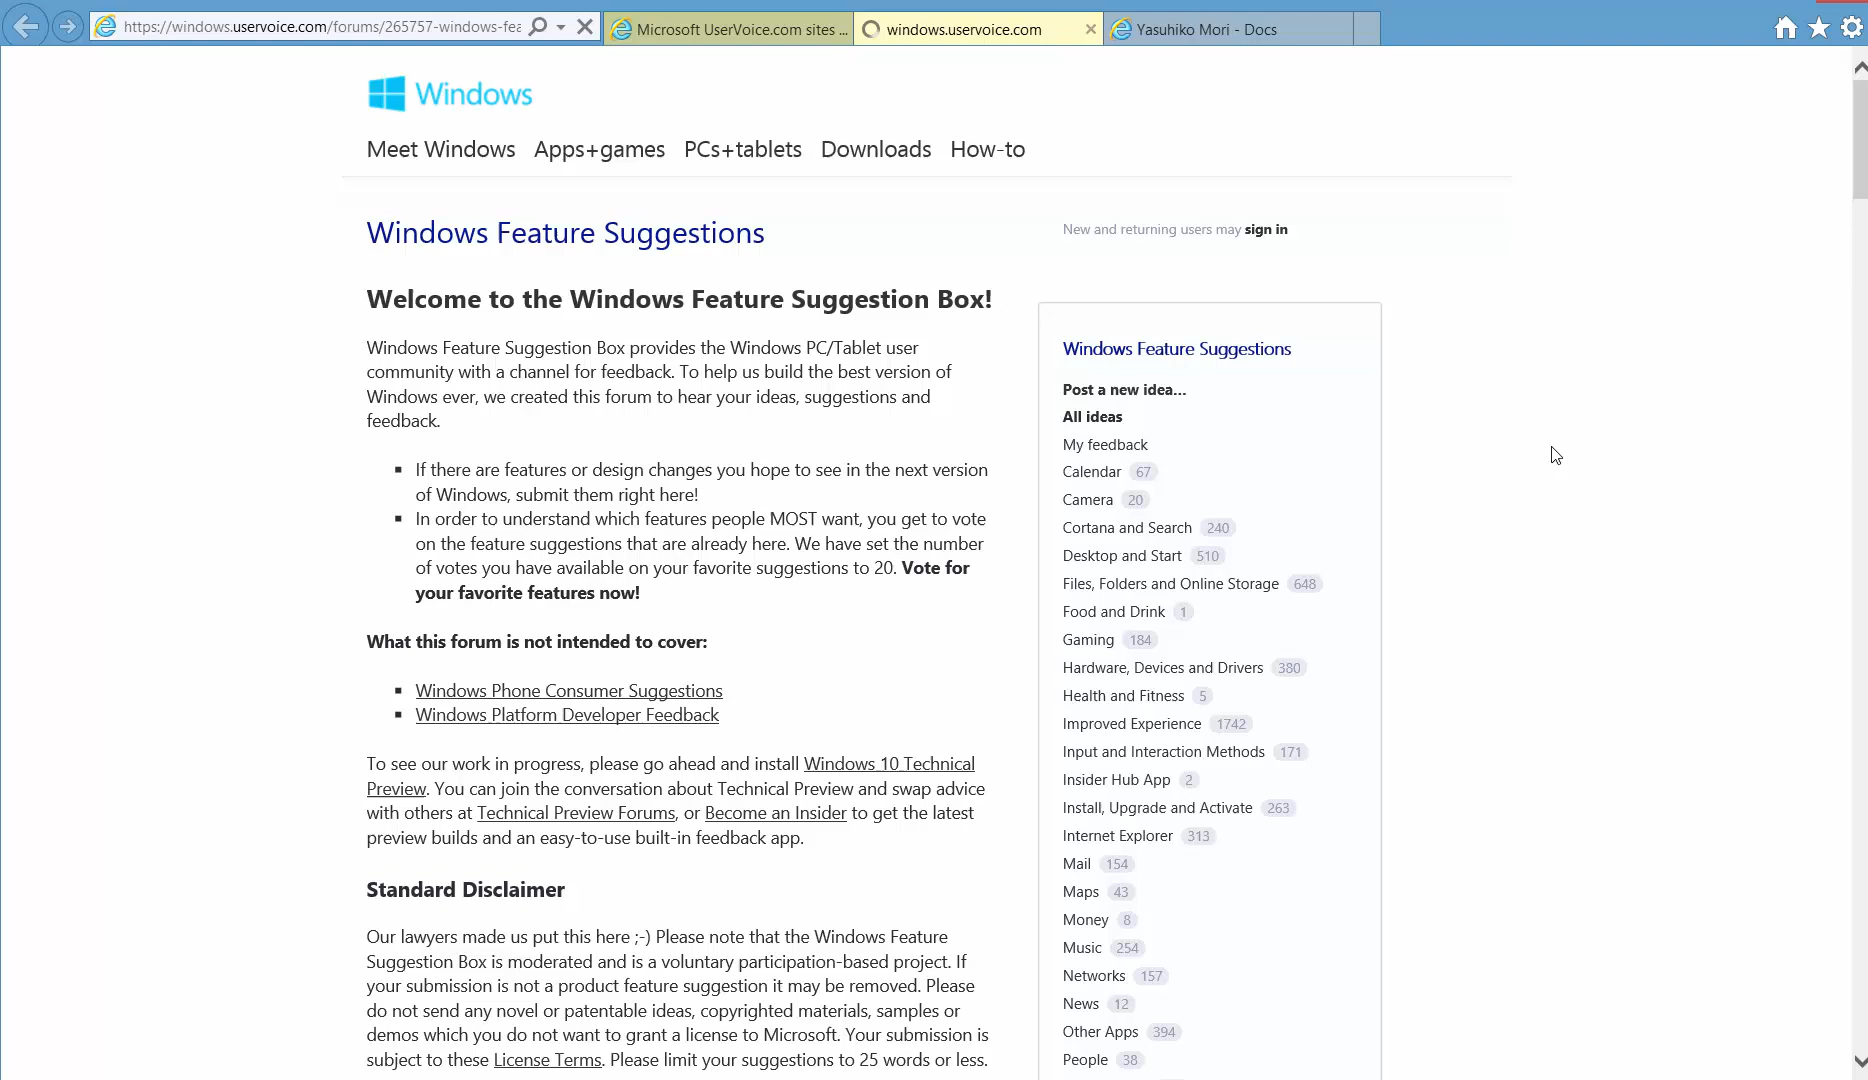 https://windows.uservoice.com/forums/265757-windows-fea
Microsoft UserVoice.com sites ...
windows.uservoice.com
Yasuhiko Mori - Docs
Windows
Meet Windows Apps+games PCs+tablets Downloads How-to
Windows Feature Suggestions
New and returning users may sign in
Welcome to the Windows Feature Suggestion Box!
Windows Feature Suggestion Box provides the Windows PC/Tablet user
community with a channel for feedback. To help us build the best version of
Windows ever, we created this forum to hear your ideas, suggestions and
feedback.
▪ If there are features or design changes you hope to see in the next version
of Windows, submit them right here!
▪ In order to understand which features people MOST want, you get to vote
on the feature suggestions that are already here. We have set the number
of votes you have available on your favorite suggestions to 20. Vote for
your favorite features now!
What this forum is not intended to cover:
▪ Windows Phone Consumer Suggestions
▪ Windows Platform Developer Feedback
To see our work in progress, please go ahead and install Windows 10 Technical
Preview. You can join the conversation about Technical Preview and swap advice
with others at Technical Preview Forums, or Become an Insider to get the latest
preview builds and an easy-to-use built-in feedback app.
Standard Disclaimer
Our lawyers made us put this here ;-) Please note that the Windows Feature
Suggestion Box is moderated and is a voluntary participation-based project. If
your submission is not a product feature suggestion it may be removed. Please
do not send any novel or patentable ideas, copyrighted materials, samples or
demos which you do not want to grant a license to Microsoft. Your submission is
subject to these License Terms. Please limit your suggestions to 25 words or less.
Windows Feature Suggestions
Post a new idea...
All ideas
My feedback
Calendar 67
Camera 20
Cortana and Search 240
Desktop and Start 510
Files, Folders and Online Storage 648
Food and Drink 1
Gaming 184
Hardware, Devices and Drivers 380
Health and Fitness 5
Improved Experience 1742
Input and Interaction Methods 171
Insider Hub App 2
Install, Upgrade and Activate 263
Internet Explorer 313
Mail 154
Maps 43
Money 8
Music 254
Networks 157
News 12
Other Apps 394
People 38